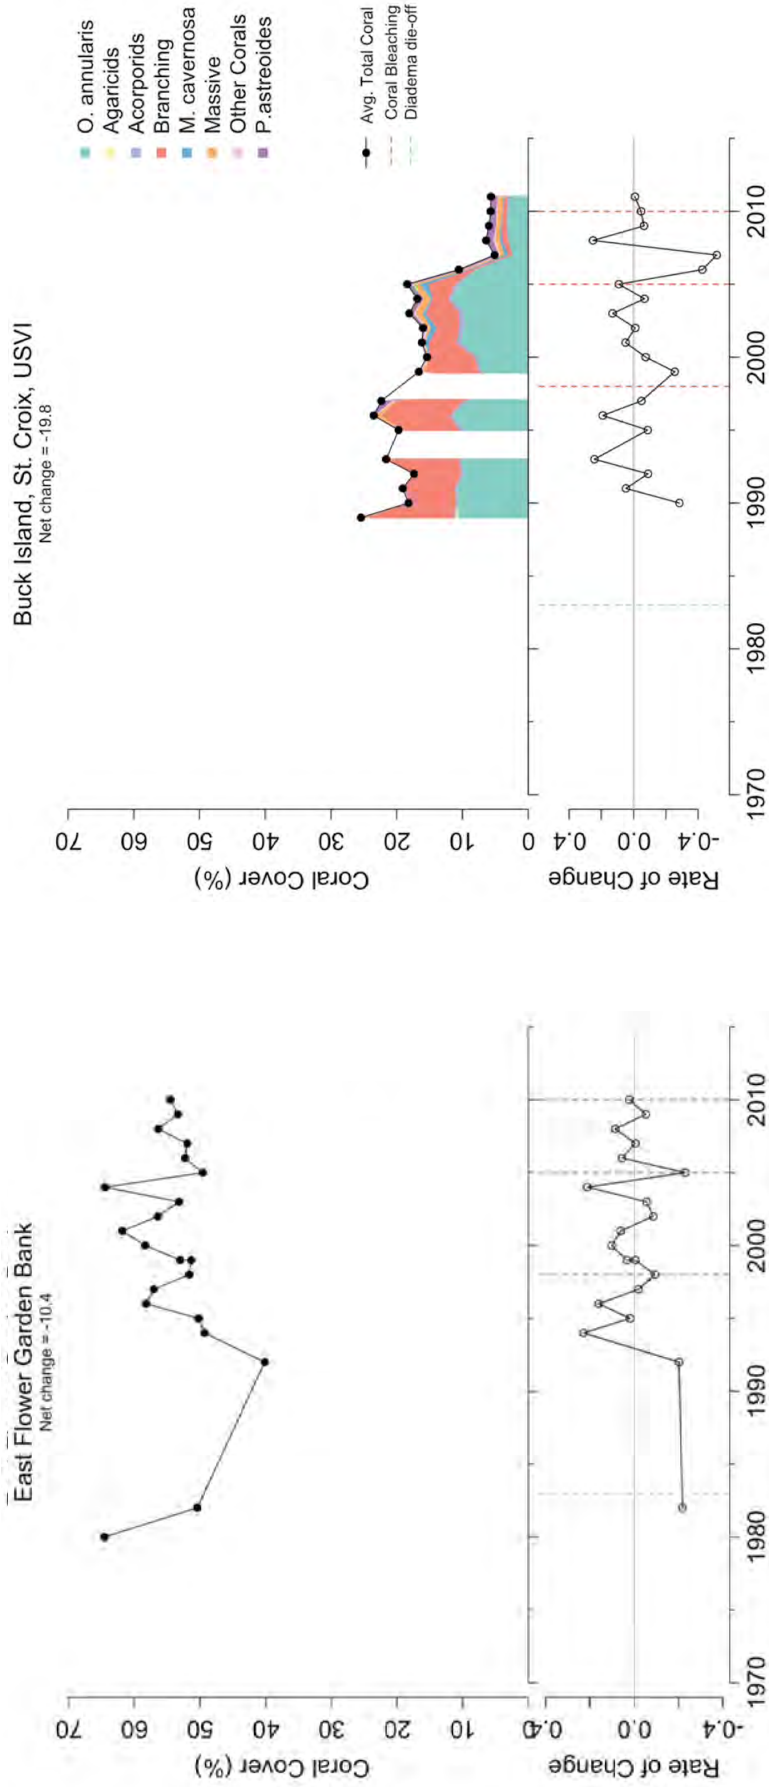 East Flower Garden Bank
Net change = -10.4
70
60
50
40
30
20
10
0
Coral Cover (%)
0.4
0.0
-0.4
Rate of Change
1970
1980
1990
2000
2010
Buck Island, St. Croix, USVI
Net change = -19.8
70
60
50
40
30
20
10
0
Coral Cover (%)
0.4
0.0
-0.4
Rate of Change
1970
1980
1990
2000
2010
O. annularis
Agaricids
Acorporids
Branching
M. cavernosa
Massive
Other Corals
P.astreoides
Avg. Total Coral
Coral Bleaching
Diadema die-off